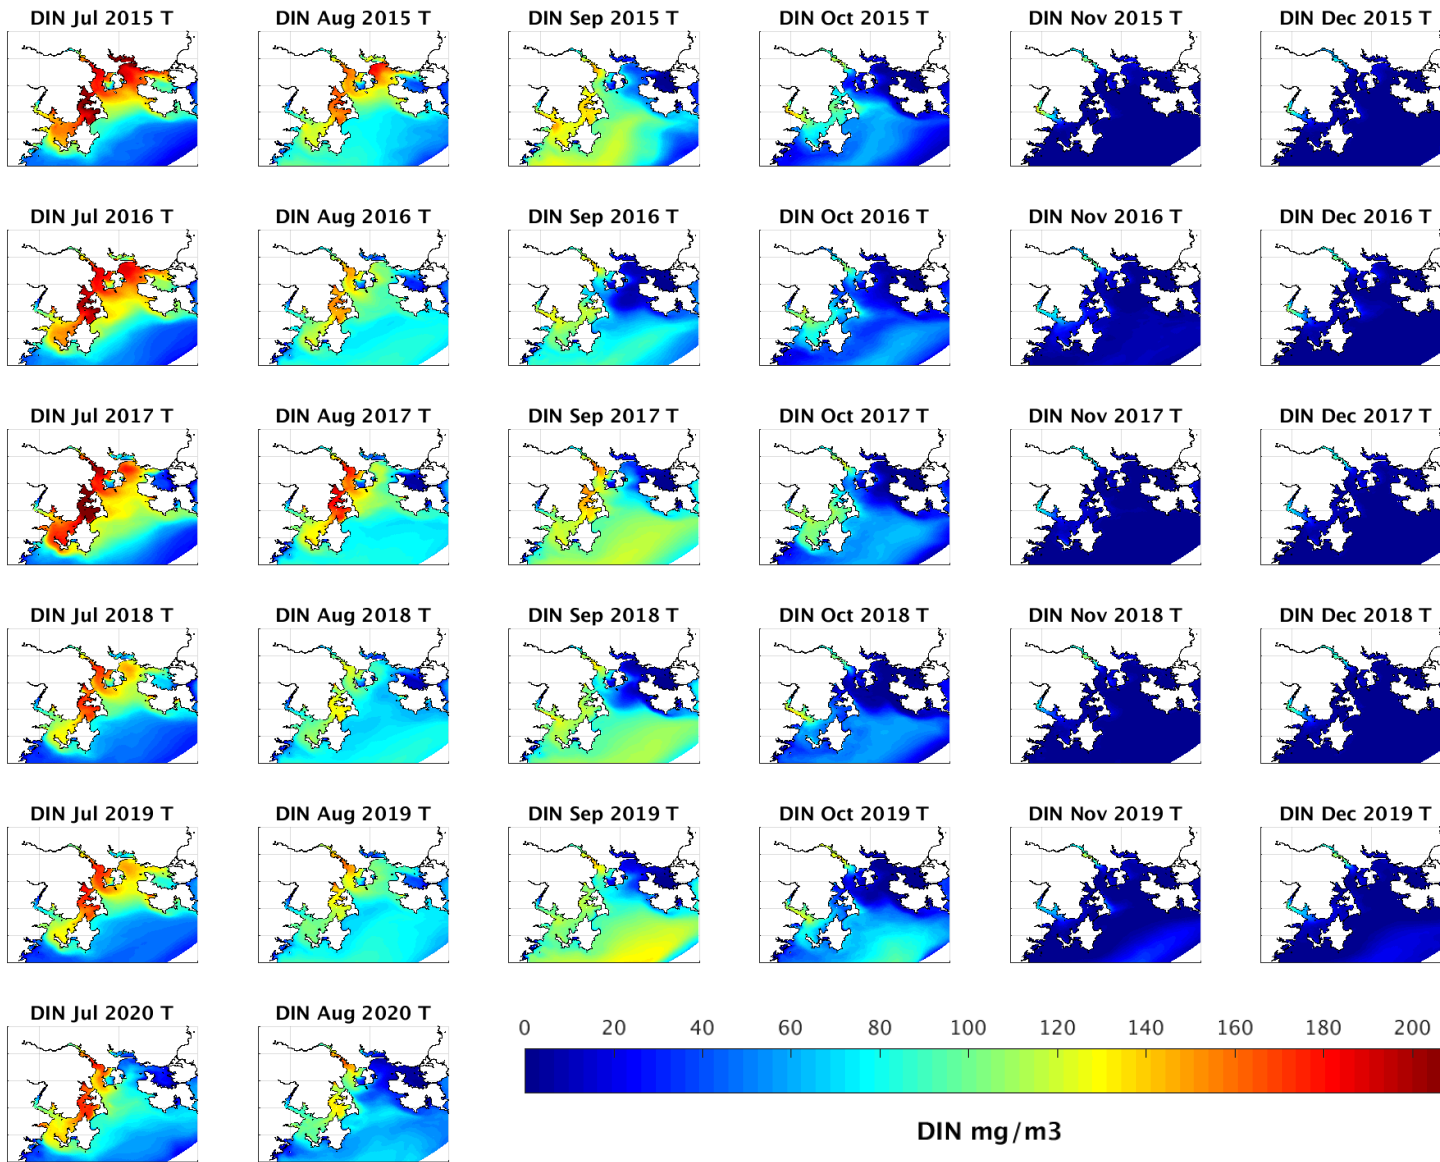 DIN Jul 2015 T
DIN Aug 2015 T
DIN Sep 2015 T
DIN Oct 2015 T
DIN Nov 2015 T
DIN Dec 2015 T
DIN Jul 2016 T
DIN Aug 2016 T
DIN Sep 2016 T
DIN Oct 2016 T
DIN Nov 2016 T
DIN Dec 2016 T
DIN Jul 2017 T
DIN Aug 2017 T
DIN Sep 2017 T
DIN Oct 2017 T
DIN Nov 2017 T
DIN Dec 2017 T
DIN Jul 2018 T
DIN Aug 2018 T
DIN Sep 2018 T
DIN Oct 2018 T
DIN Nov 2018 T
DIN Dec 2018 T
DIN Jul 2019 T
DIN Aug 2019 T
DIN Sep 2019 T
DIN Oct 2019 T
DIN Nov 2019 T
DIN Dec 2019 T
DIN Jul 2020 T
DIN Aug 2020 T
0 20 40 60 80 100 120 140 160 180 200
DIN mg/m3